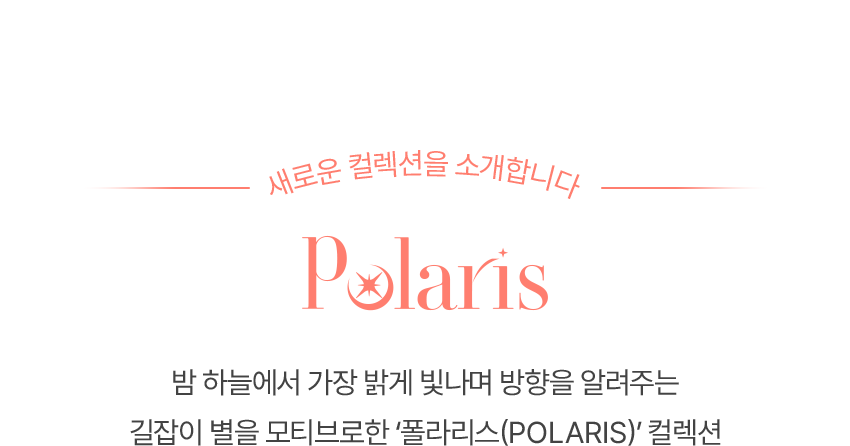 새로운 컬렉션을 소개합니다
Polaris
밤 하늘에서 가장 밝게 빛나며 방향을 알려주는
길잡이 별을 모티브로한 ‘폴라리스(POLARIS)’ 컬렉션